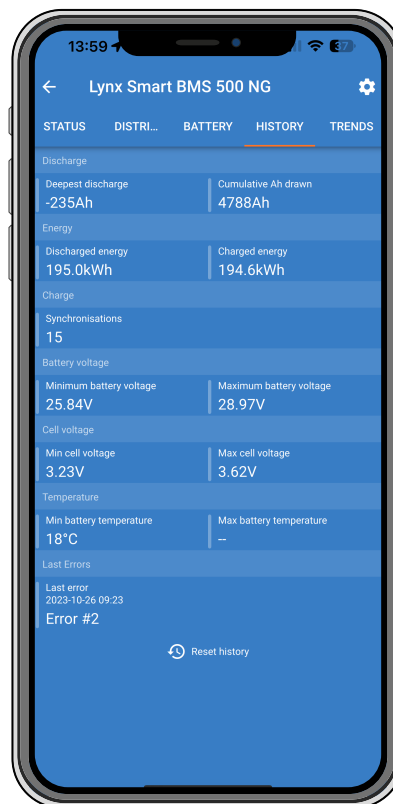 13:59
37
Lynx Smart BMS 500 NG
STATUS DISTRI... BATTERY HISTORY TRENDS
Discharge
Deepest discharge Cumulative Ah drawn
-235Ah 4788Ah
Energy
Discharged energy Charged energy
195.0kWh 194.6kWh
Charge
Synchronisations
15
Battery voltage
Minimum battery voltage Maximum battery voltage
25.84V 28.97V
Cell voltage
Min cell voltage Max cell voltage
3.23V 3.62V
Temperature
Min battery temperature Max battery temperature
18°C --
Last Errors
Last error
2023-10-26 09:23
Error #2
Reset history